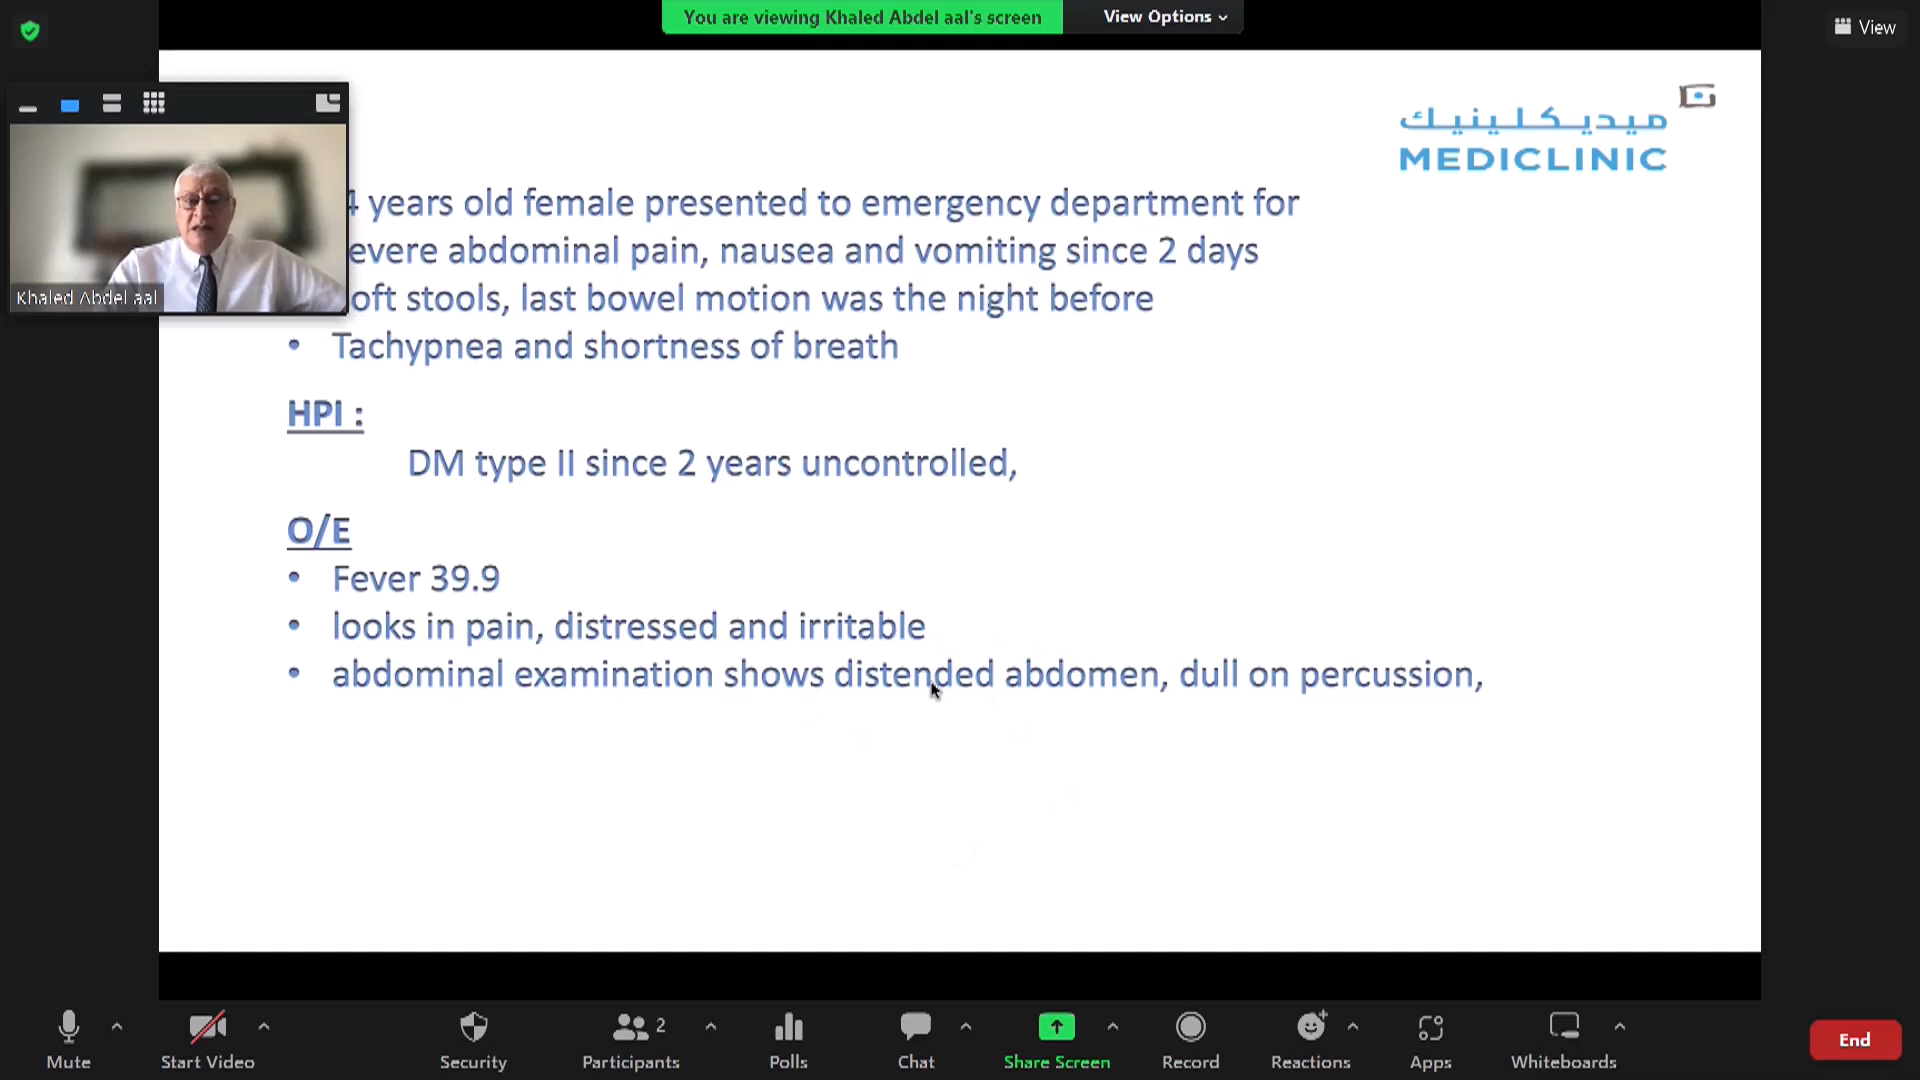 You are viewing Khaled Abdel aal's screen
View Options
View
ميديكلينيك
MEDICLINIC
4 years old female presented to emergency department for
evere abdominal pain, nausea and vomiting since 2 days
oft stools, last bowel motion was the night before
• Tachypnea and shortness of breath
HPI :
DM type II since 2 years uncontrolled,
O/E
• Fever 39.9
• looks in pain, distressed and irritable
• abdominal examination shows distended abdomen, dull on percussion,
Khaled Abdel aal
Mute
Start Video
Security
2
Participants
Polls
Chat
Share Screen
Record
Reactions
Apps
Whiteboards
End